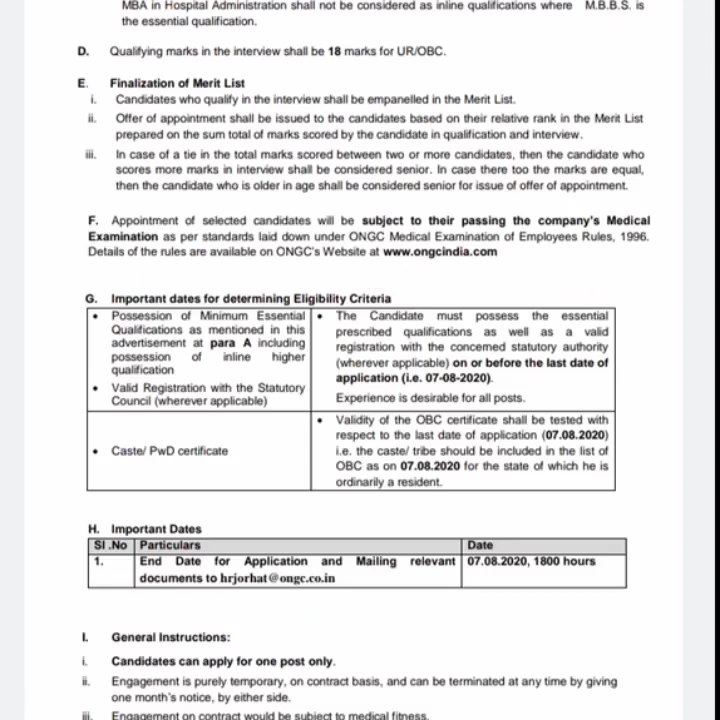 MBA in Hospital Administration shall not be considered as inline qualifications where M.B.B.S. is
the essential qualification.
D. Qualifying marks in the interview shall be 18 marks for UR/OBC.
E. Finalization of Merit List
i. Candidates who qualify in the interview shall be empanelled in the Merit List.
ii. Offer of appointment shall be issued to the candidates based on their relative rank in the Merit List
prepared on the sum total of marks scored by the candidate in qualification and interview.
iii. In case of a tie in the total marks scored between two or more candidates, then the candidate who
scores more marks in interview shall be considered senior. In case there too the marks are equal,
then the candidate who is older in age shall be considered senior for issue of offer of appointment.
F. Appointment of selected candidates will be subject to their passing the company's Medical
Examination as per standards laid down under ONGC Medical Examination of Employees Rules, 1996.
Details of the rules are available on ONGC's Website at www.ongcindia.com
G. Important dates for determining Eligibility Criteria
• Possession of Minimum Essential
Qualifications as mentioned in this
advertisement at para A including
possession of inline higher
qualification
• Valid Registration with the Statutory
Council (wherever applicable)
• The Candidate must possess the essential
prescribed qualifications as well as a valid
registration with the concerned statutory authority
(wherever applicable) on or before the last date of
application (i.e. 07-08-2020).
Experience is desirable for all posts.
• Caste/ PwD certificate
• Validity of the OBC certificate shall be tested with
respect to the last date of application (07.08.2020)
i.e. the caste/ tribe should be included in the list of
OBC as on 07.08.2020 for the state of which he is
ordinarily a resident.
H. Important Dates
Sl .No Particulars Date
1. End Date for Application and Mailing relevant 07.08.2020, 1800 hours
documents to hrjorhat@ongc.co.in
I. General Instructions:
i. Candidates can apply for one post only.
ii. Engagement is purely temporary, on contract basis, and can be terminated at any time by giving
one month's notice, by either side.
iii. Engagement on contract would be subject to medical fitness.